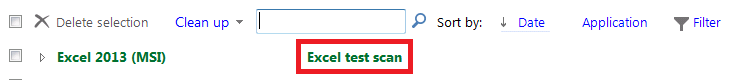 Delete selection Clean up Sort by: Date Application Filter
Excel 2013 (MSI) Excel test scan